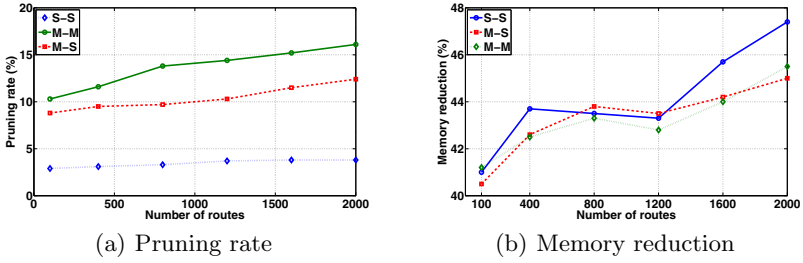 20
15
10
5
0
Pruning rate (%)
S-S
M-M
M-S
0 500 1000 1500 2000
Number of routes
(a) Pruning rate
48
46
44
42
40
Memory reduction (%)
S-S
M-S
M-M
100 400 800 1200 1600 2000
Number of routes
(b) Memory reduction